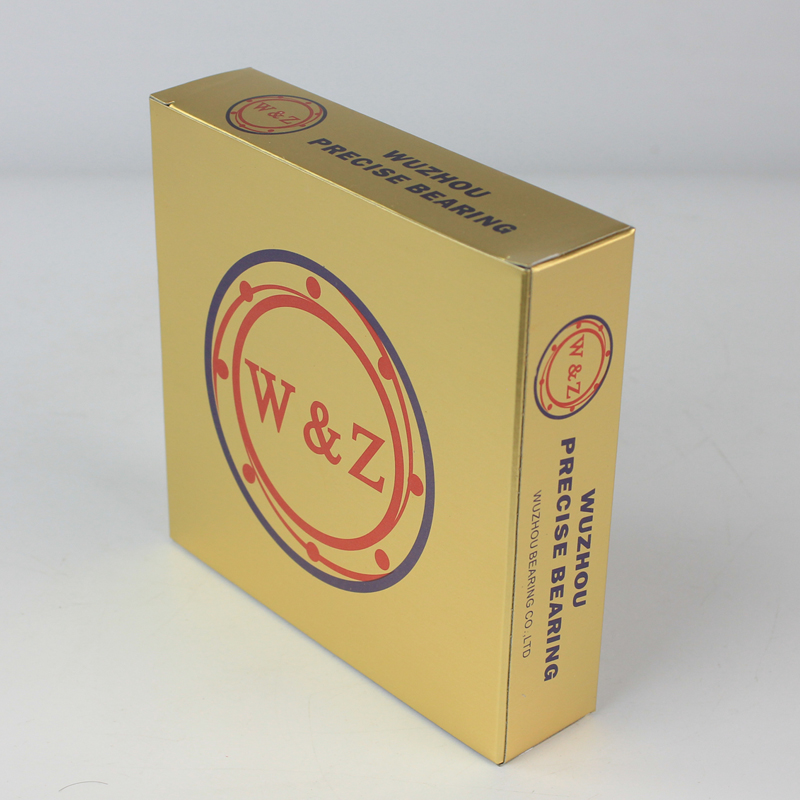 W & Z
WUZHOU
PRECISE BEARING
W & Z
W & Z
WUZHOU
PRECISE BEARING
WUZHOU BEARING CO .,LTD